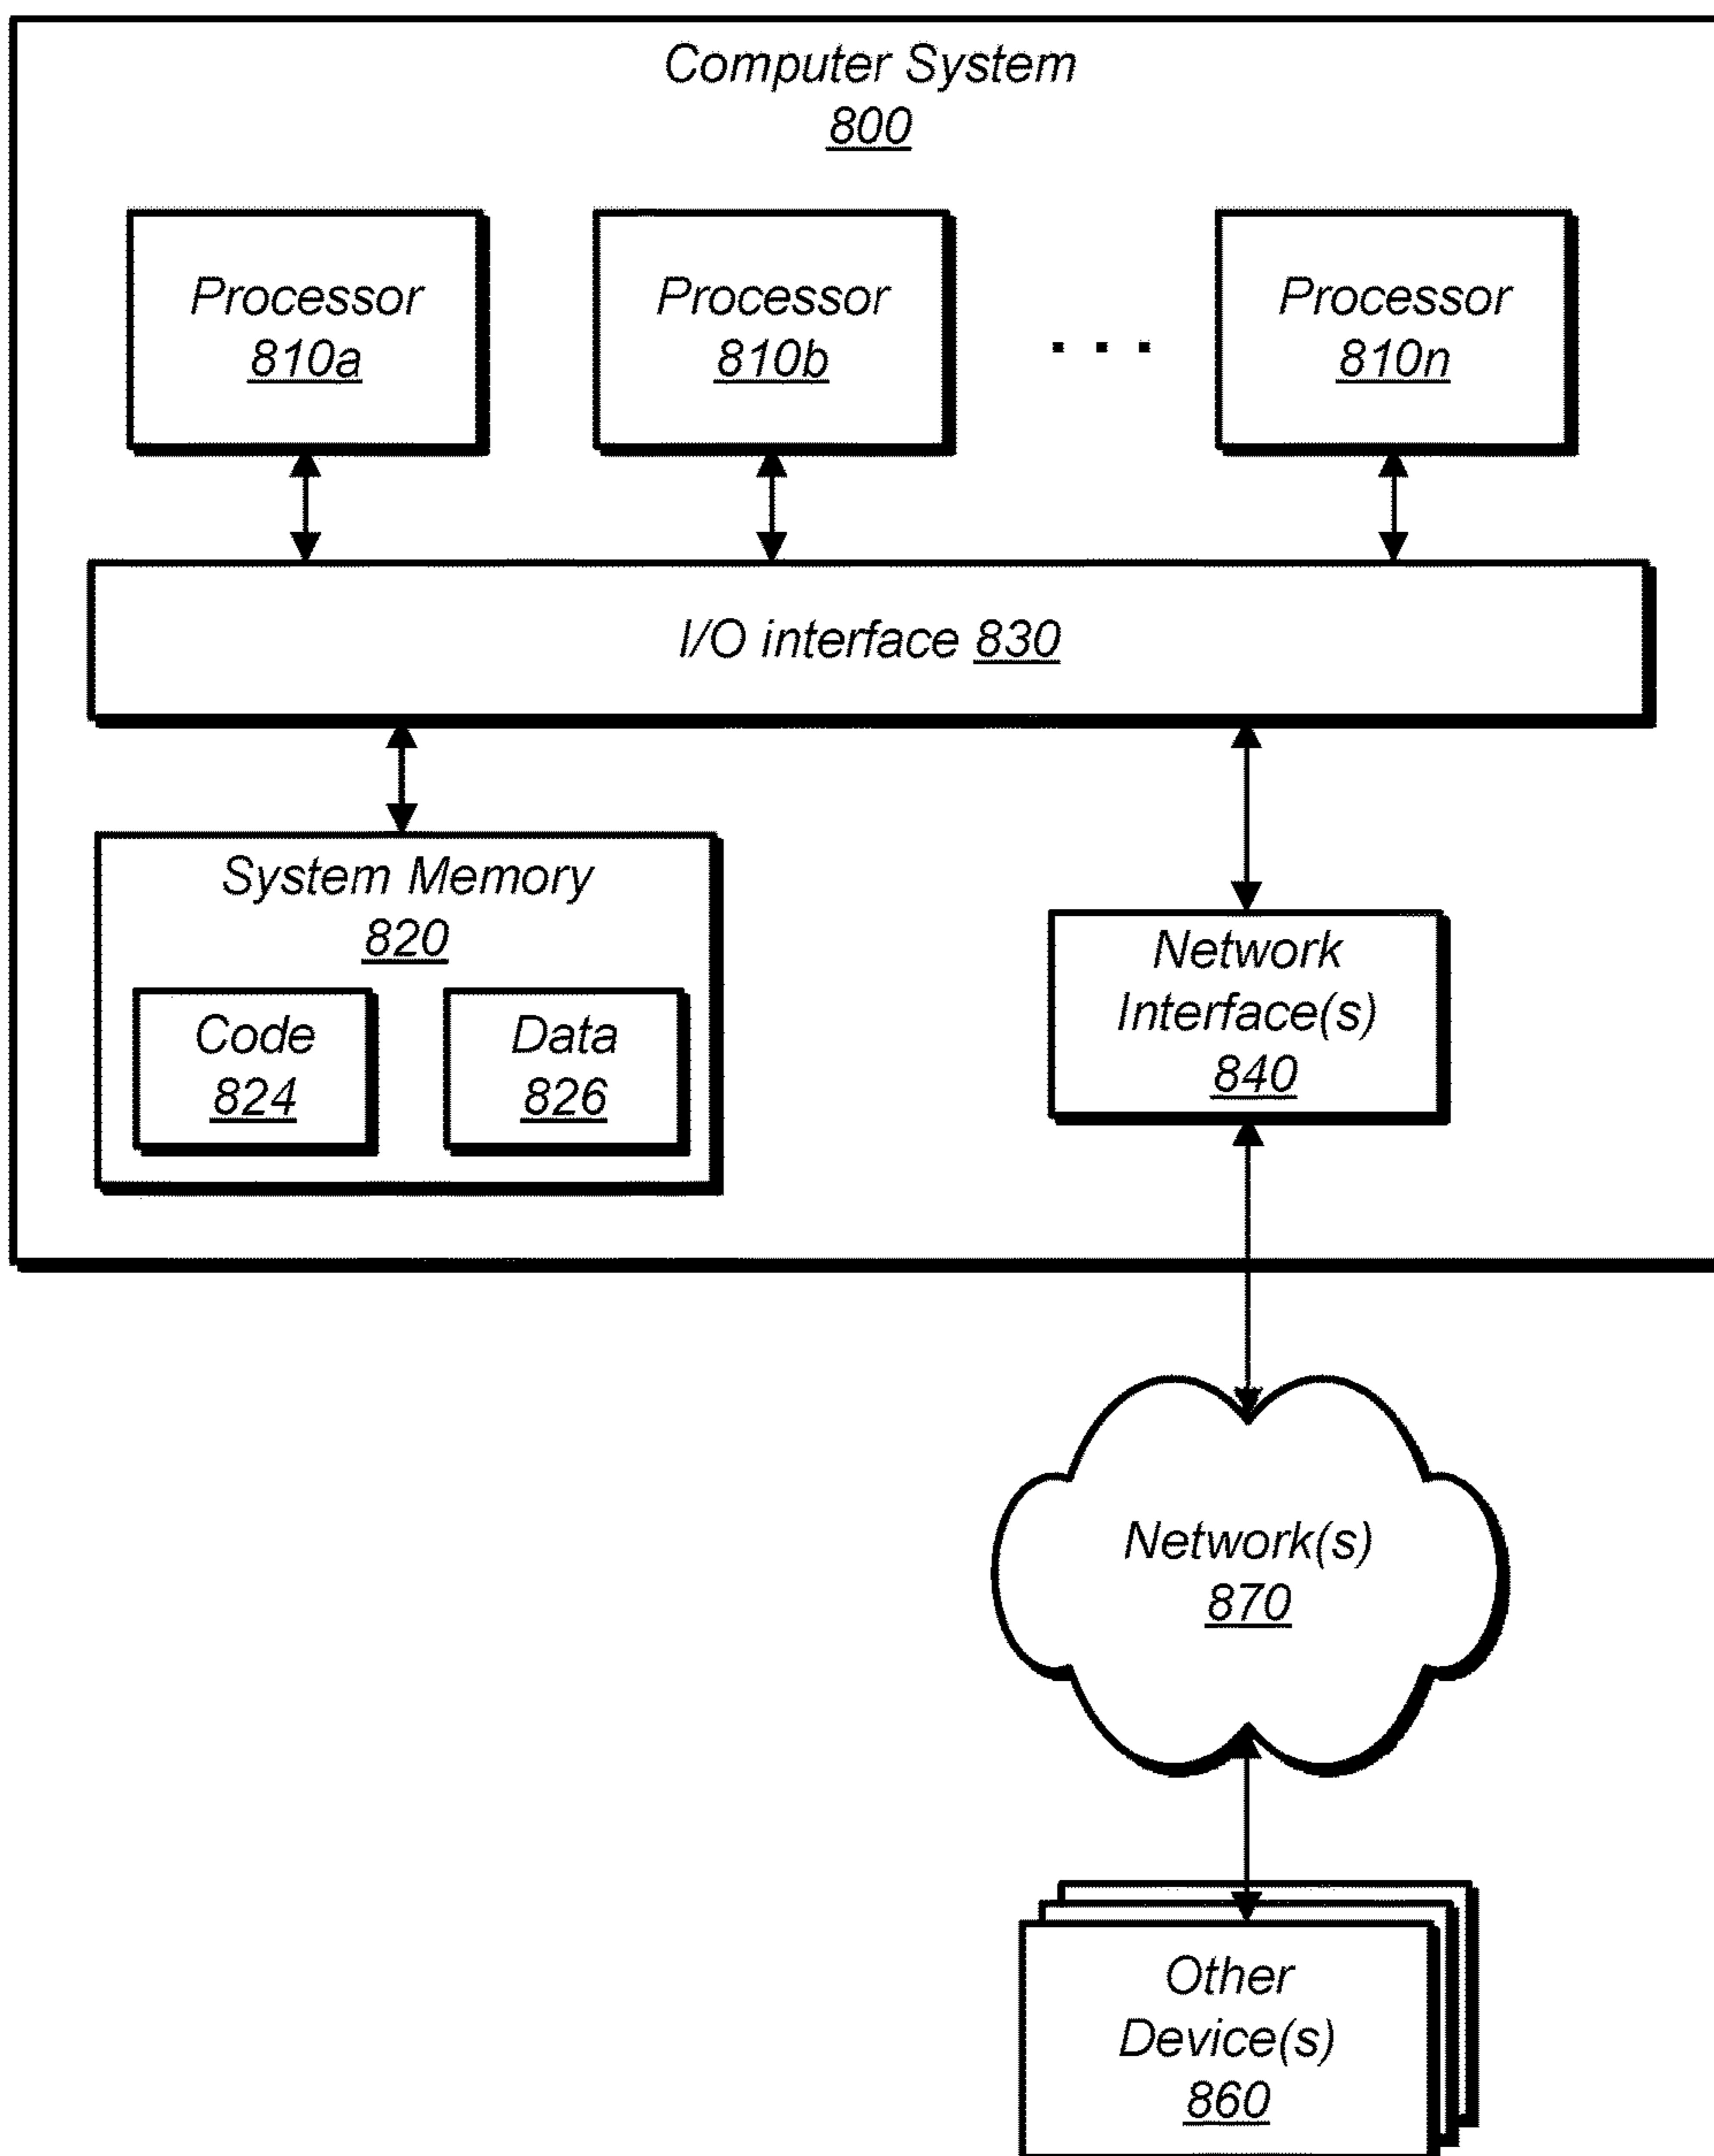 Computer System
800
Processor
810a
Processor
810b
. . .
Processor
810n
I/O interface 830
System Memory
820
Code
824
Data
826
Network
Interface(s)
840
Network(s)
870
Other
Device(s)
860